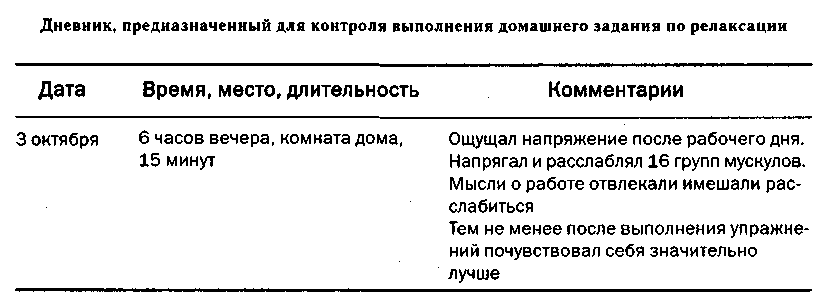 Дневник, предназначенный для контроля выполнения домашнего задания по релаксации
Дата Время, место, длительность Комментарии
3 октября 6 часов вечера, комната дома, Ощущал напряжение после рабочего дня.
15 минут Напрягал и расслаблял 16 групп мускулов.
Мысли о работе отвлекали имешали рас-
слабиться
Тем не менее после выполнения упражне-
ний почувствовал себя значительно
лучше